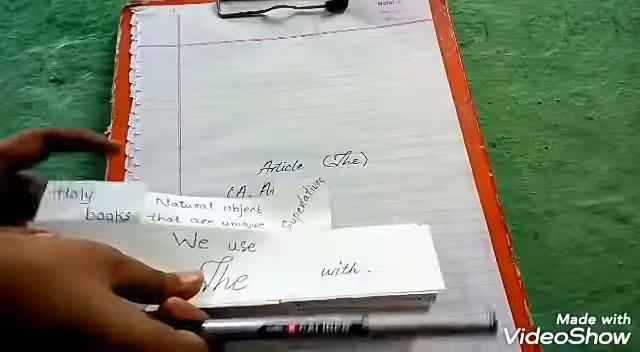 Article (The)
(A. An
Superlative
Holy
books
Natural object
that are unique
We use
The with...
Made with
VideoShow